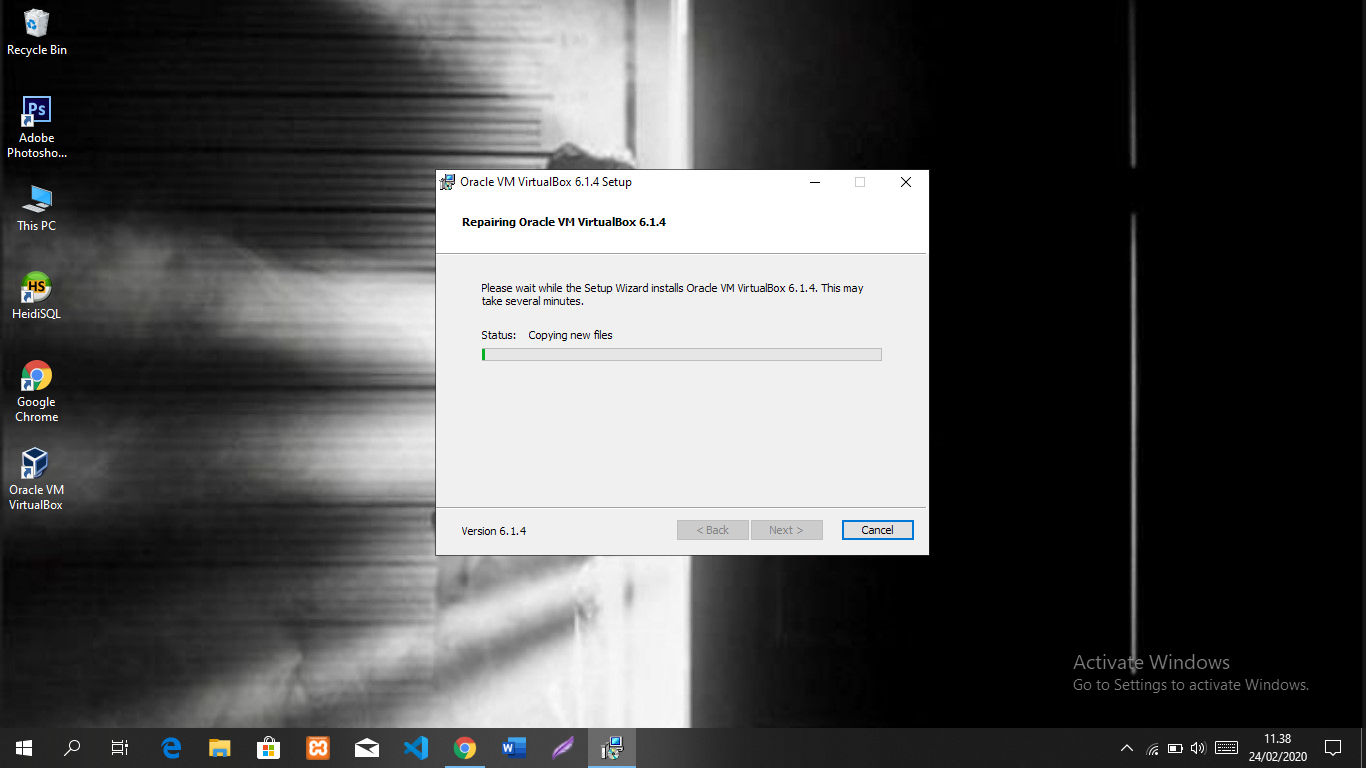 Recycle Bin
Ps
Adobe
Photosho...
This PC
HS
HeidiSQL
Google
Chrome
Oracle VM
VirtualBox
Oracle VM VirtualBox 6.1.4 Setup
Repairing Oracle VM VirtualBox 6.1.4
Please wait while the Setup Wizard installs Oracle VM VirtualBox 6.1.4. This may
take several minutes.
Status: Copying new files
Version 6.1.4
< Back
Next >
Cancel
Activate Windows
Go to Settings to activate Windows.
11.38
24/02/2020